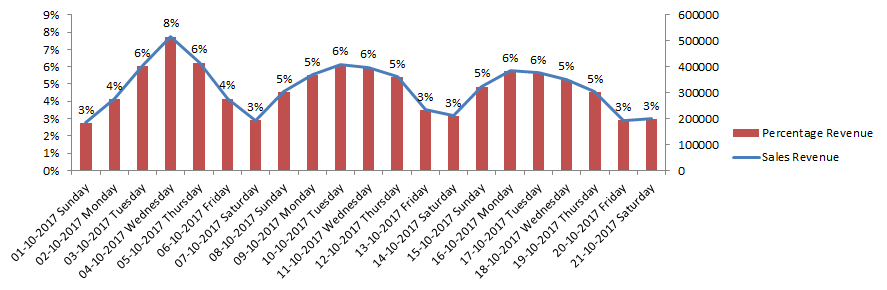 9%
8%
7%
6%
5%
4%
3%
2%
1%
0%
3%
4%
6%
8%
6%
4%
3%
5%
5%
6%
6%
5%
3%
3%
5%
6%
6%
5%
5%
3%
3%
600000
500000
400000
300000
200000
100000
0
Percentage Revenue
Sales Revenue
01-10-2017 Sunday
02-10-2017 Monday
03-10-2017 Tuesday
04-10-2017 Wednesday
05-10-2017 Thursday
06-10-2017 Friday
07-10-2017 Saturday
08-10-2017 Sunday
09-10-2017 Monday
10-10-2017 Tuesday
11-10-2017 Wednesday
12-10-2017 Thursday
13-10-2017 Friday
14-10-2017 Saturday
15-10-2017 Sunday
16-10-2017 Monday
17-10-2017 Tuesday
18-10-2017 Wednesday
19-10-2017 Thursday
20-10-2017 Friday
21-10-2017 Saturday